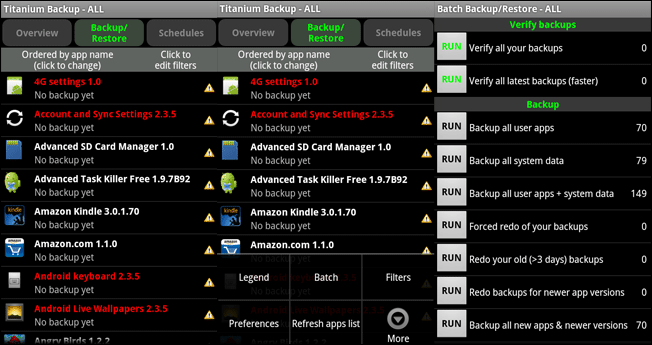 Titanium Backup - ALL
Overview
Backup/
Restore
Schedules
Ordered by app name
(click to change)
Click to
edit filters
4G settings 1.0
No backup yet
Account and Sync Settings 2.3.5
No backup yet
Advanced SD Card Manager 1.0
No backup yet
Advanced Task Killer Free 1.9.7B92
No backup yet
kindle
Amazon Kindle 3.0.1.70
No backup yet
Amazon.com 1.1.0
No backup yet
Android keyboard 2.3.5
No backup yet
Android Live Wallpapers 2.3.5
No backup yet
Angry Birds 1.2.2
Titanium Backup - ALL
Overview
Backup/
Restore
Schedules
Ordered by app name
(click to change)
Click to
edit filters
4G settings 1.0
No backup yet
Account and Sync Settings 2.3.5
No backup yet
Advanced SD Card Manager 1.0
No backup yet
Advanced Task Killer Free 1.9.7B92
No backup yet
kindle
Amazon Kindle 3.0.1.70
No backup yet
Amazon.com 1.1.0
Legend
Batch
Filters
Preferences
Refresh apps list
More
Batch Backup/Restore - ALL
Verify backups
RUN Verify all your backups 0
RUN Verify all latest backups (faster) 0
Backup
RUN Backup all user apps 70
RUN Backup all system data 79
RUN Backup all user apps + system data 149
RUN Forced redo of your backups 0
RUN Redo your old (>3 days) backups 0
RUN Redo backups for newer app versions 0
RUN Backup all new apps & newer versions 70